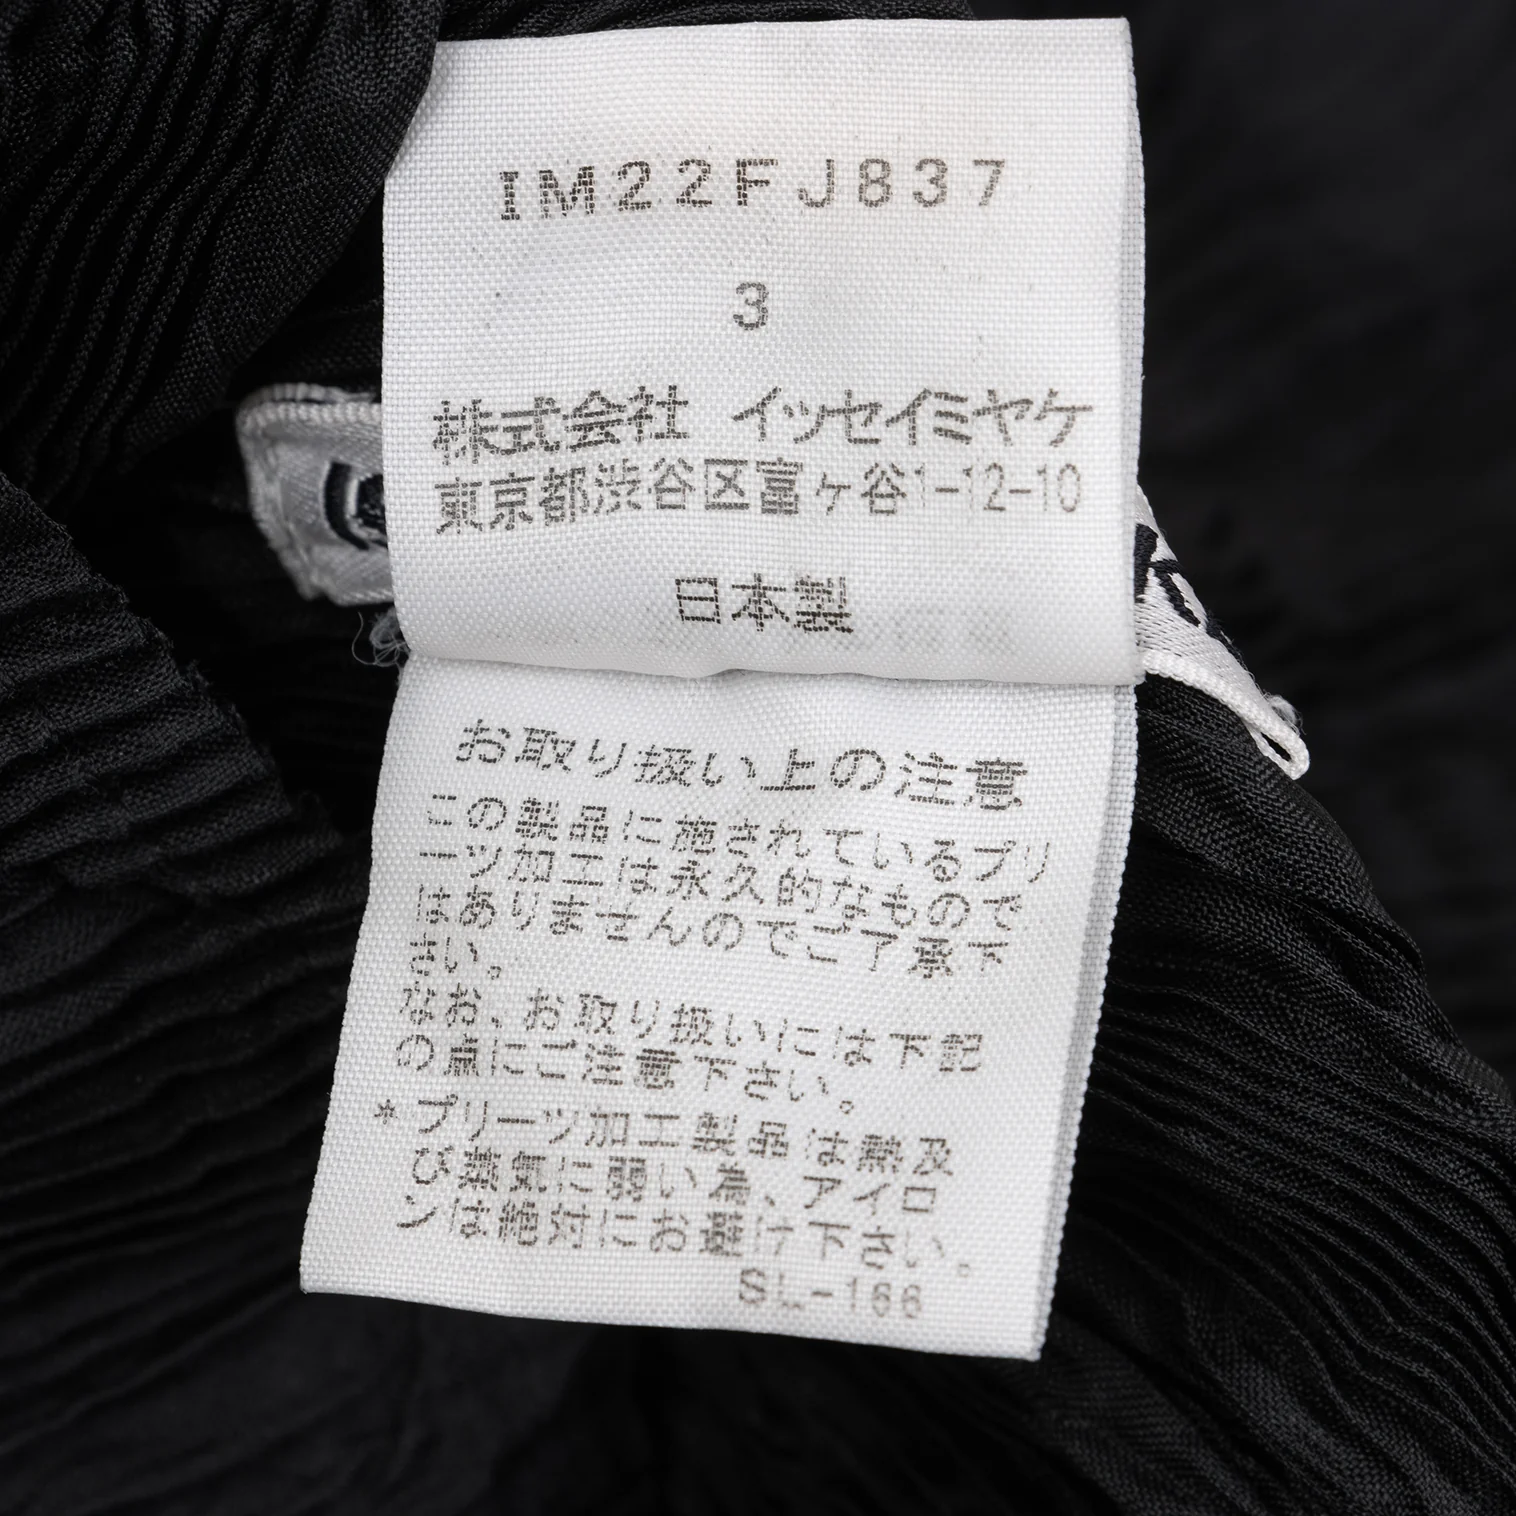 IM22FJ837
3
株式会社 イッセイミヤケ
東京都渋谷区富ヶ谷1-12-10
日本製
お取り扱い上の注意
この製品に施されているプリ
ーツ加工は永久的なもので
はありませんのでご了承下
さい。
なお、お取り扱いには下記
の点にご注意下さい。
*プリーツ加工製品は熱及
び蒸気に弱い為、アイロ
ンは絶対にお避け下さい。
SL-166